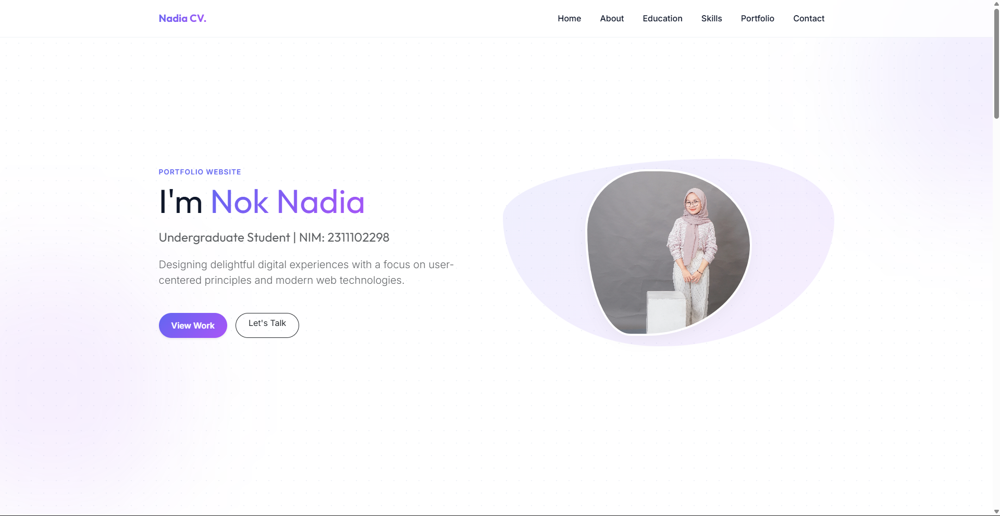 Nadia CV.
Home About Education Skills Portfolio Contact
PORTFOLIO WEBSITE
I'm Nok Nadia
Undergraduate Student | NIM: 2311102298
Designing delightful digital experiences with a focus on user-
centered principles and modern web technologies.
View Work
Let's Talk